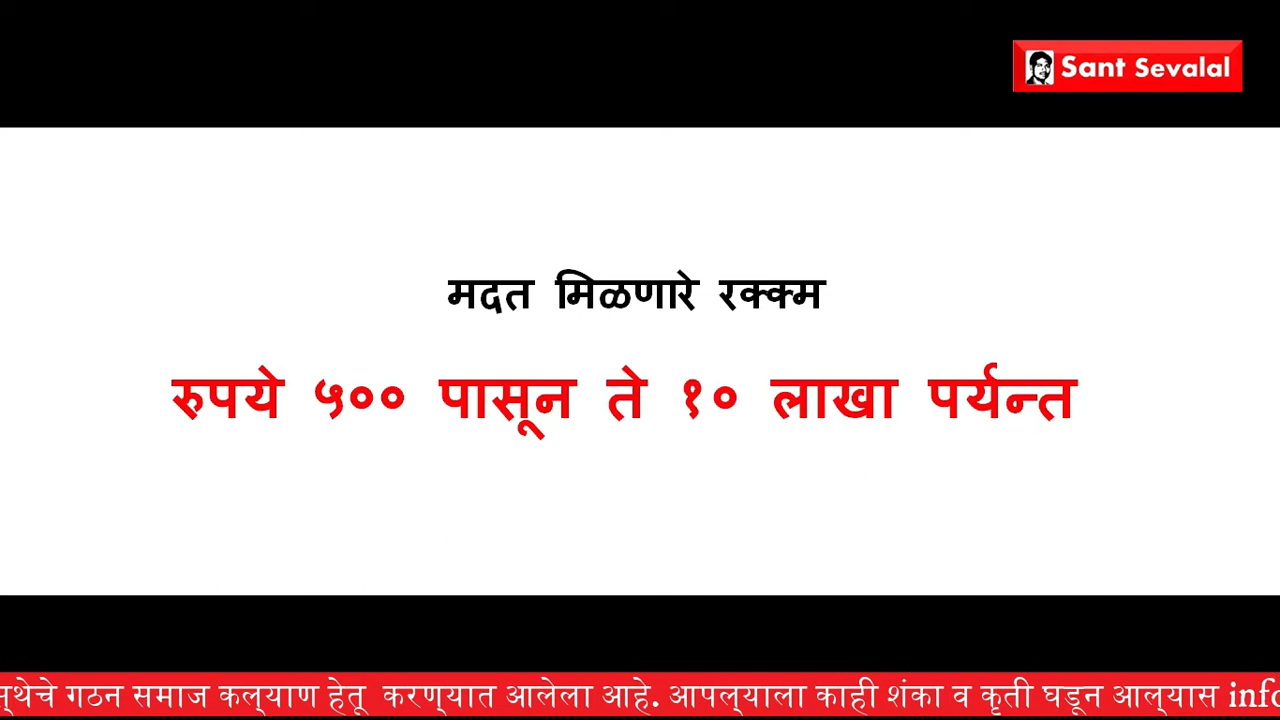 Sant Sevalal
मदत मिळणारे रक्क्म
रुपये ५०० पासून ते १० लाखा पर्यन्त
स्थेचे गठन समाज कल्याण हेतू करण्यात आलेला आहे. आपल्याला काही शंका व कृती घडून आल्यास info